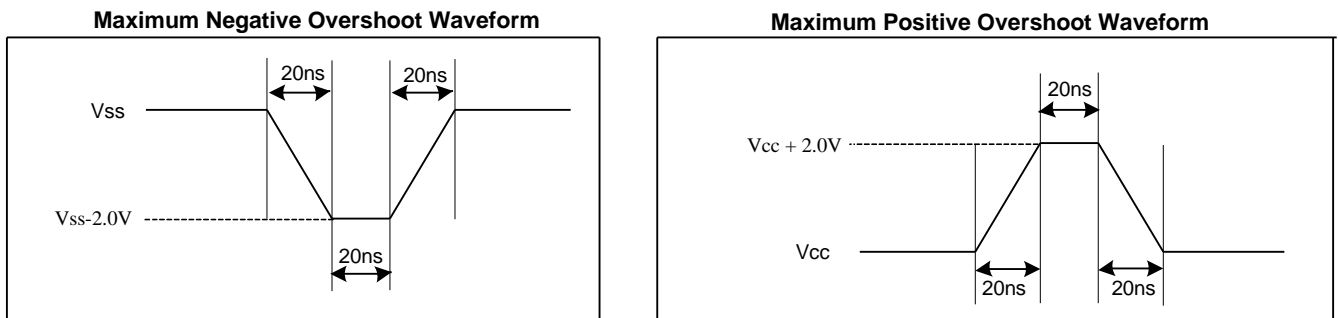 Maximum Negative Overshoot Waveform
20ns
20ns
Vss
Vss-2.0V
20ns
Maximum Positive Overshoot Waveform
20ns
Vcc + 2.0V
Vcc
20ns
20ns